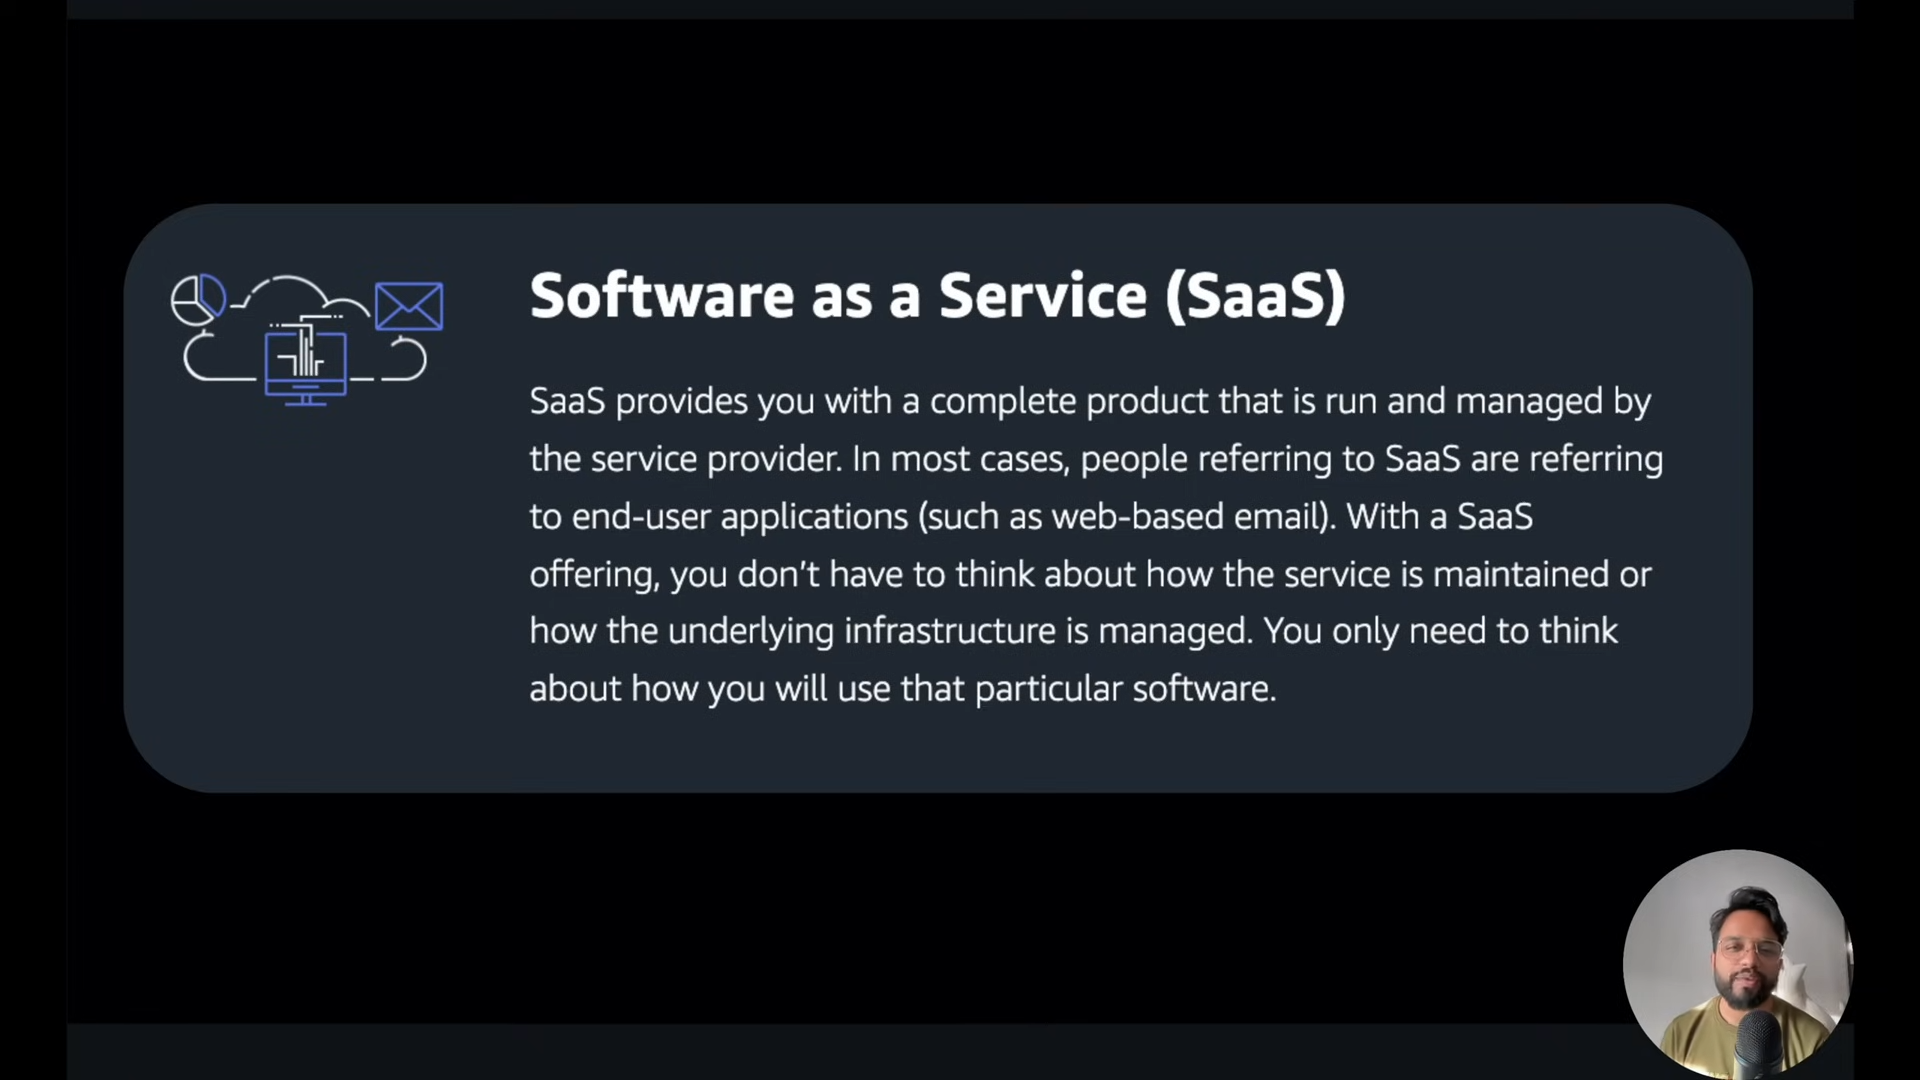 Software as a Service (SaaS)
SaaS provides you with a complete product that is run and managed by
the service provider. In most cases, people referring to SaaS are referring
to end-user applications (such as web-based email). With a SaaS
offering, you don’t have to think about how the service is maintained or
how the underlying infrastructure is managed. You only need to think
about how you will use that particular software.